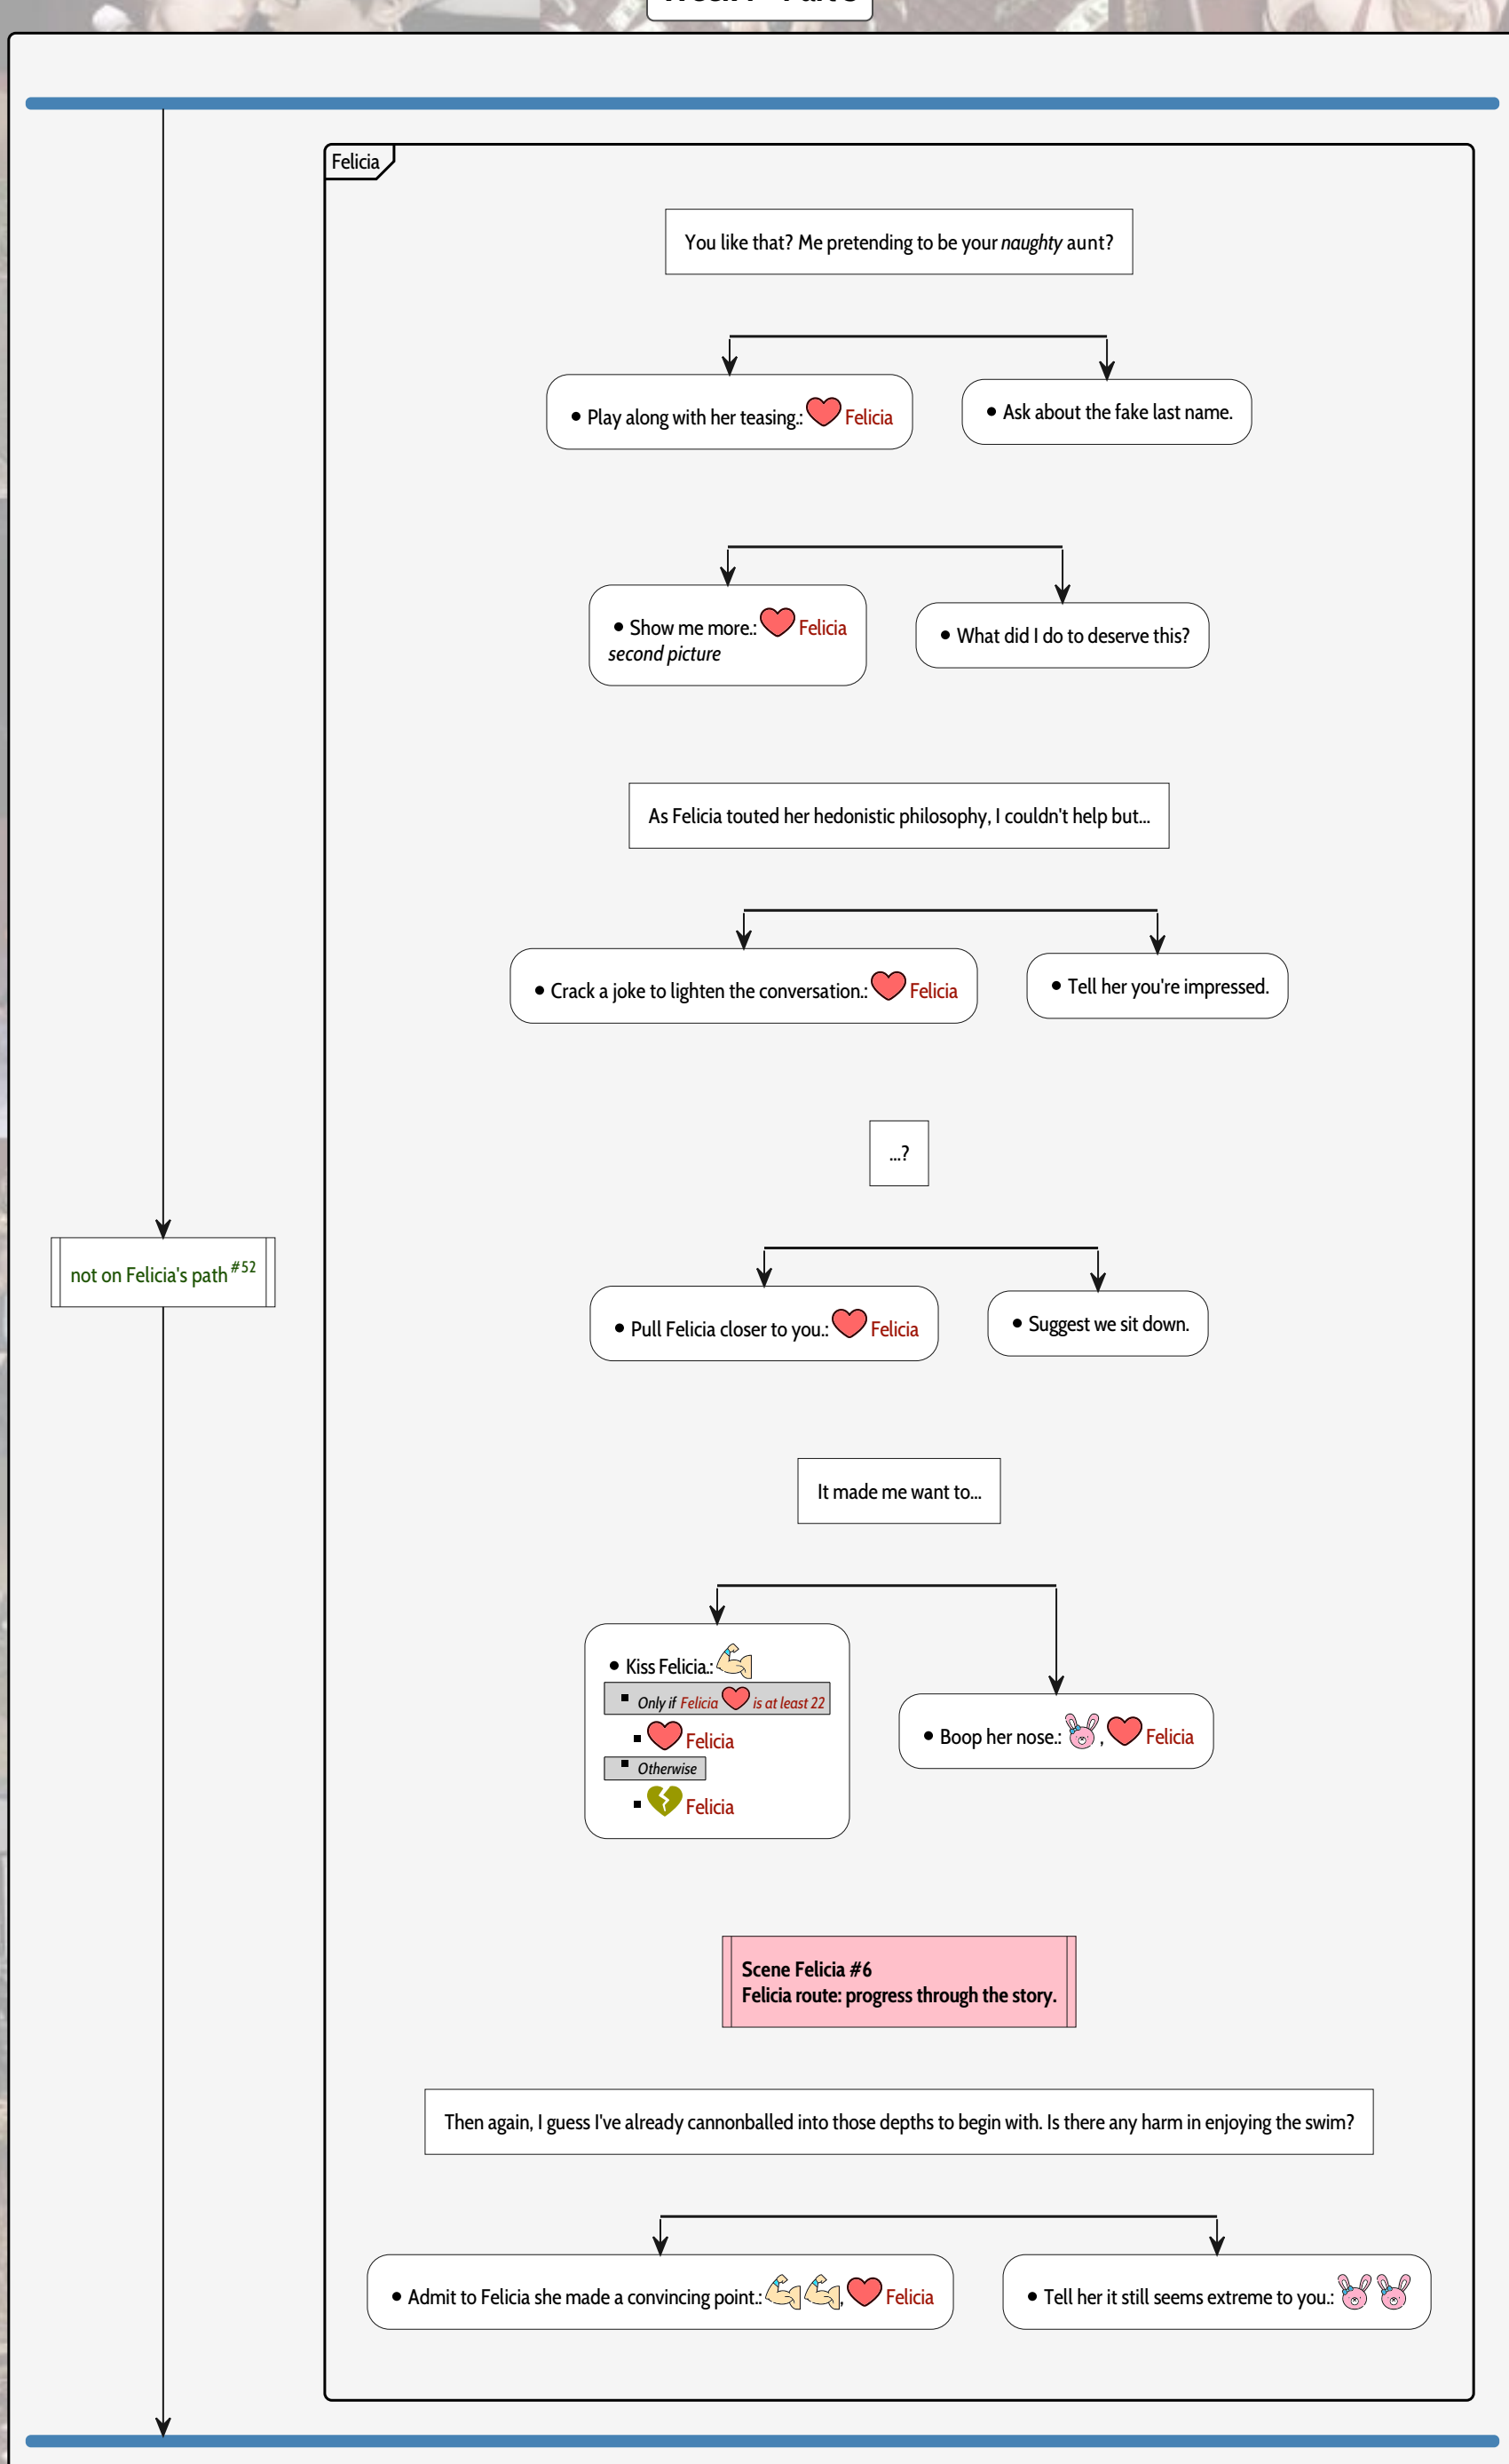 Felicia
You like that? Me pretending to be your naughty aunt?
• Play along with her teasing.: Felicia
• Ask about the fake last name.
• Show me more.: Felicia
second picture
• What did I do to deserve this?
As Felicia touted her hedonistic philosophy, I couldn't help but...
• Crack a joke to lighten the conversation.: Felicia
• Tell her you're impressed.
...?
not on Felicia's path #52
• Pull Felicia closer to you.: Felicia
• Suggest we sit down.
It made me want to...
• Kiss Felicia.:
▪ Only if Felicia is at least 22
▪ Felicia
▪ Otherwise
▪ Felicia
• Boop her nose.: , Felicia
Scene Felicia #6
Felicia route: progress through the story.
Then again, I guess I've already cannonballed into those depths to begin with. Is there any harm in enjoying the swim?
• Admit to Felicia she made a convincing point.: , Felicia
• Tell her it still seems extreme to you.: